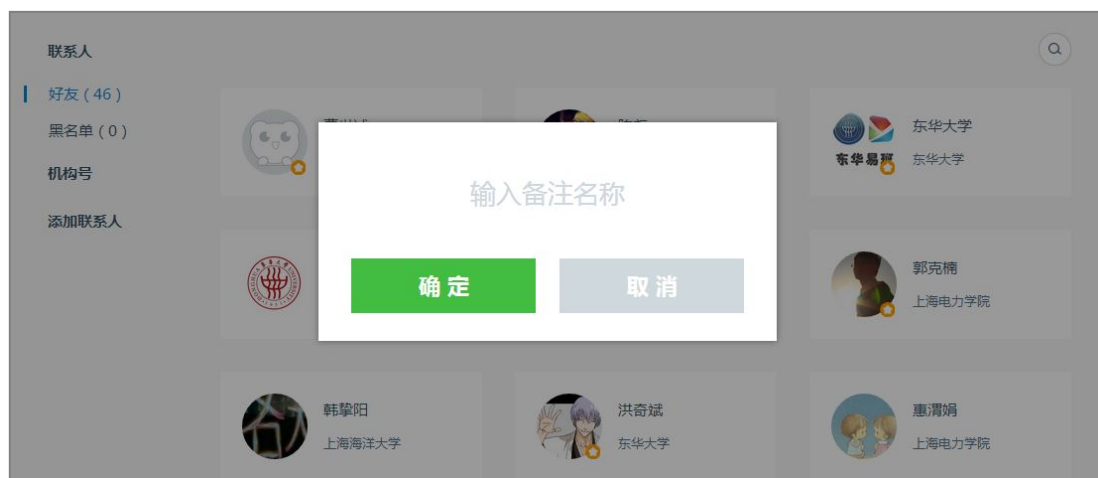 联系人
好友 ( 46 )
黑名单 ( 0 )
机构号
添加联系人
东华大学
东华易班
东华大学
输入备注名称
确 定
取 消
郭克楠
上海电力学院
韩挚阳
上海海洋大学
洪奇斌
东华大学
惠渭娟
上海电力学院